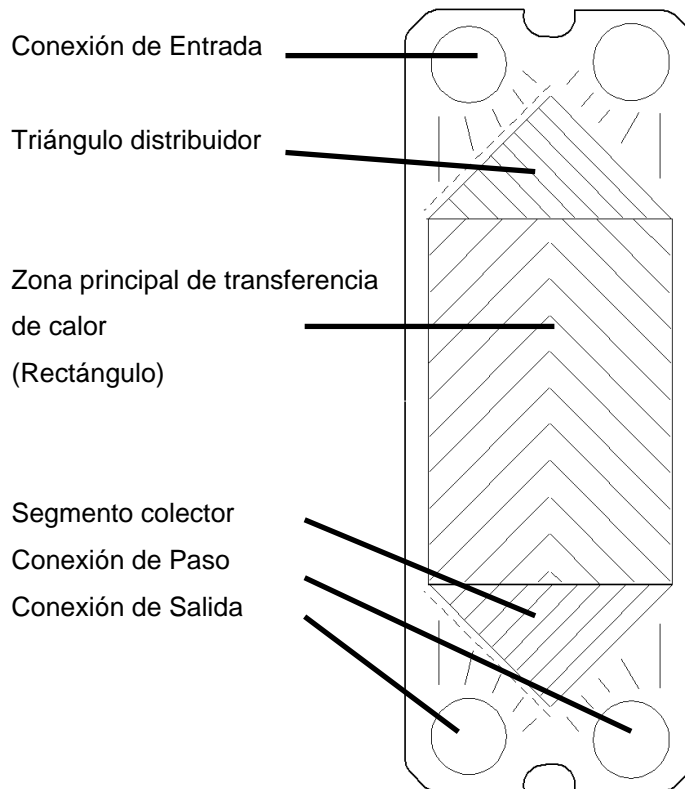 Conexión de Entrada
Triángulo distribuidor
Zona principal de transferencia
de calor
(Rectángulo)
Segmento colector
Conexión de Paso
Conexión de Salida